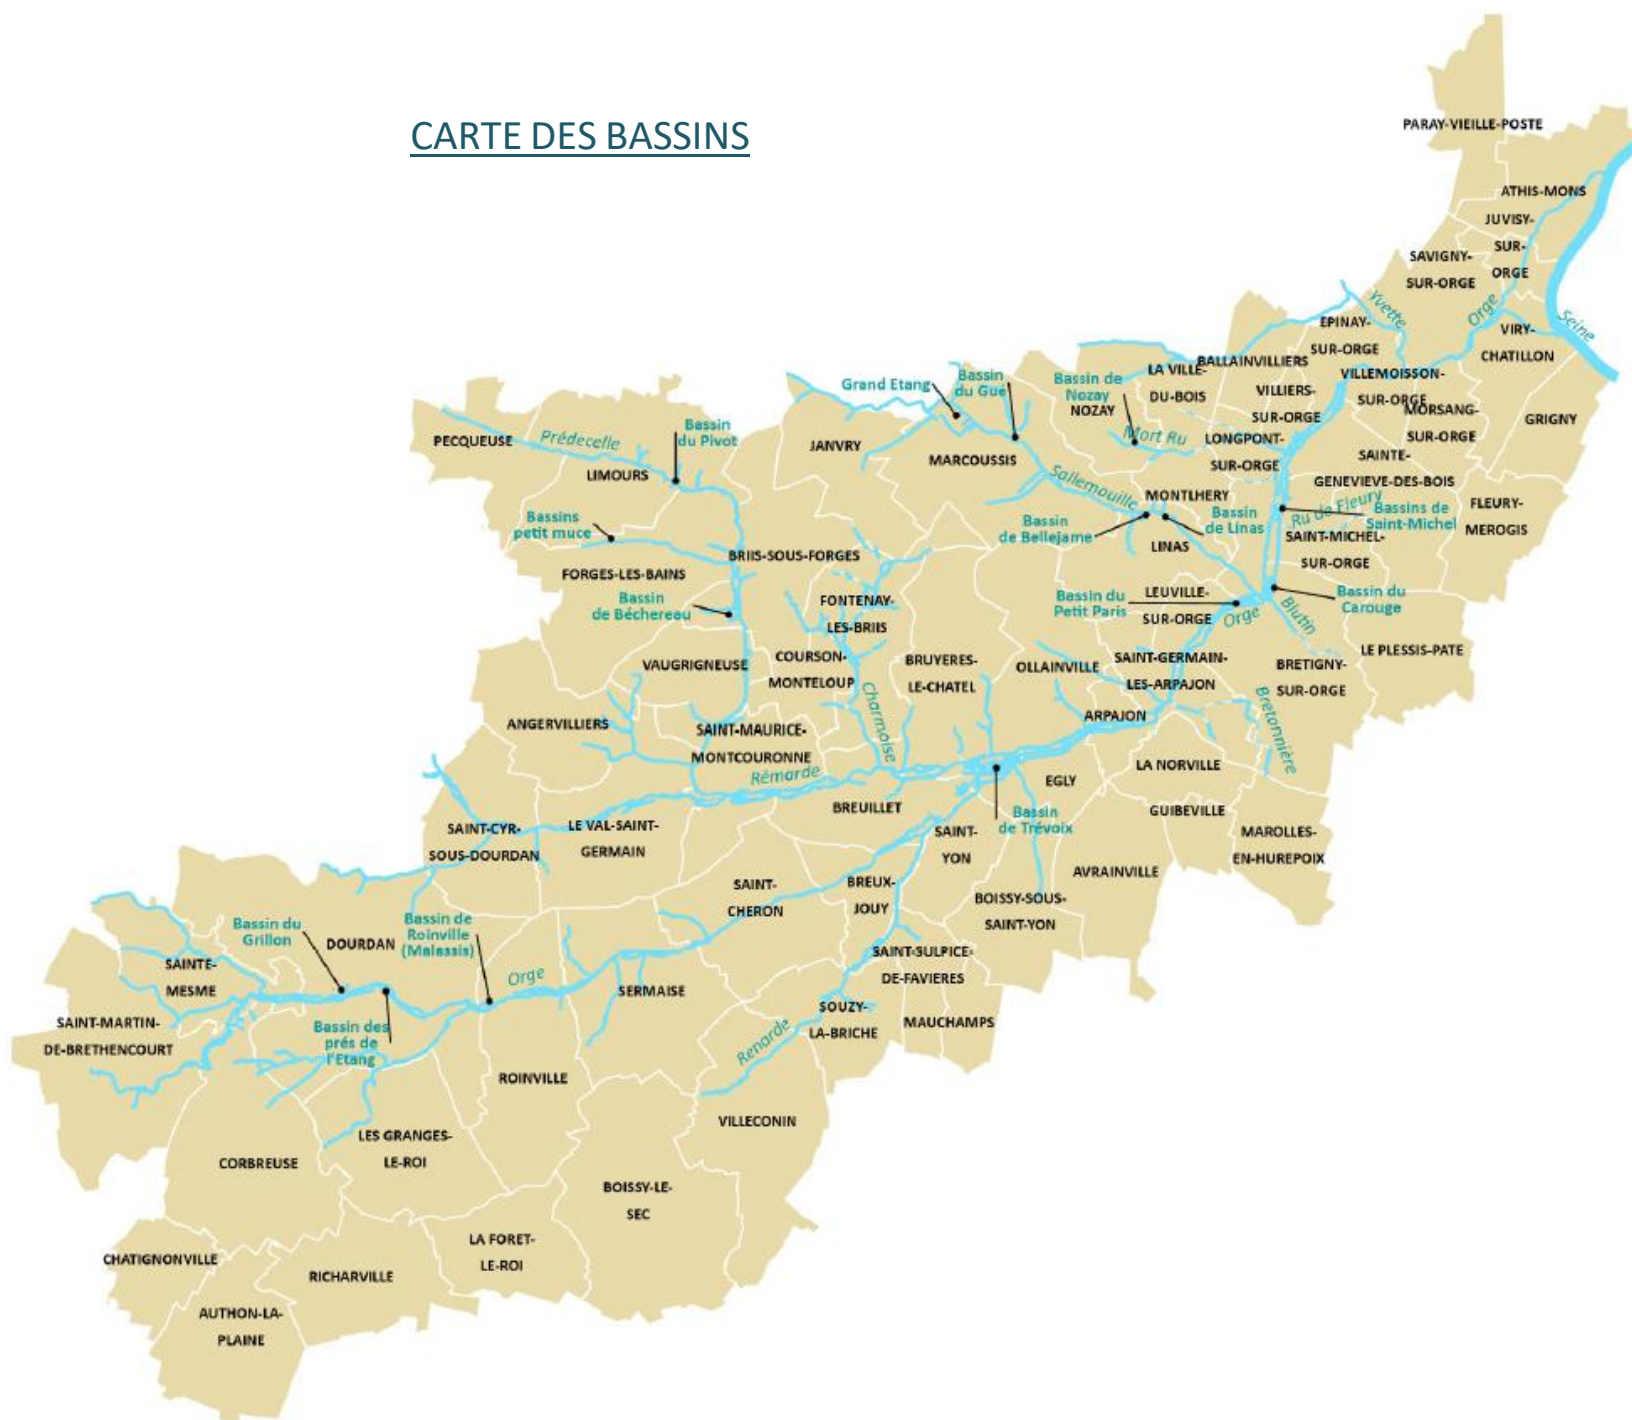 CARTE DES BASSINS
PARAY-VIEILLE-POSTE
ATHIS-MONS
JUVISY-
SUR-
ORGE
SAVIGNY-
SUR-ORGE
Orge
Seine
VIRY-
CHATILLON
Yvette
EPINAY-
SUR-ORGE
BALLAINVILLIERS
LA VILLE-
DU-BOIS
VILLIERS-
SUR-ORGE
VILLEMOISSON-
SUR-ORGE
MORSANG-
SUR-ORGE
GRIGNY
Grand Etang
Bassin
du Gué
Bassin de
Nozay
NOZAY
Mort Ru
LONGPONT-
SUR-ORGE
SAINTE-
GENEVIEVE-DES-BOIS
FLEURY-
MEROGIS
PECQUEUSE
Prédecelle
Bassin
du Pivot
LIMOURS
JANVRY
MARCOUSSIS
Sallemouille
MONTLHERY
Bassin
de Linas
Bassin
de Bellejame
LINAS
Ru de Fleury
Bassins de
Saint-Michel
SAINT-MICHEL-
SUR-ORGE
Bassins
petit muce
BRIIS-SOUS-FORGES
FORGES-LES-BAINS
Bassin
de Béchereau
FONTENAY-
LES-BRIIS
Bassin du
Petit Paris
LEUVILLE-
SUR-ORGE
Orge
Blutin
Bassin du
Carouge
LE PLESSIS-PATE
BRETIGNY-
SUR-ORGE
VAUGRIGNEUSE
COURSON-
MONTELOUP
BRUYERES-
LE-CHATEL
OLLAINVILLE
SAINT-GERMAIN-
LES-ARPAJON
Charmoise
ARPAJON
Bretonnière
ANGERVILLIERS
SAINT-MAURICE-
MONTCOURONNE
Rémarde
LA NORVILLE
EGLY
BREUILLET
Bassin
de Trévoix
GUIBEVILLE
MAROLLES-
EN-HUREPOIX
SAINT-CYR-
SOUS-DOURDAN
LE VAL-SAINT-
GERMAIN
SAINT-
YON
AVRAINVILLE
SAINT-
CHERON
BREUX-
JOUY
BOISSY-SOUS-
SAINT-YON
Bassin du
Grillon
DOURDAN
Bassin de
Roinville
(Malassis)
SAINTE-
MESME
Orge
SERMAISE
SAINT-SULPICE-
DE-FAVIERES
SAINT-MARTIN-
DE-BRETHENCOURT
Bassin des
prés de
l'Etang
Renarde
SOUZY-
LA-BRICHE
MAUCHAMPS
ROINVILLE
VILLECONIN
LES GRANGES-
LE-ROI
CORBREUSE
BOISSY-LE-
SEC
CHATIGNONVILLE
LA FORET-
LE-ROI
RICHARVILLE
AUTHON-LA-
PLAINE